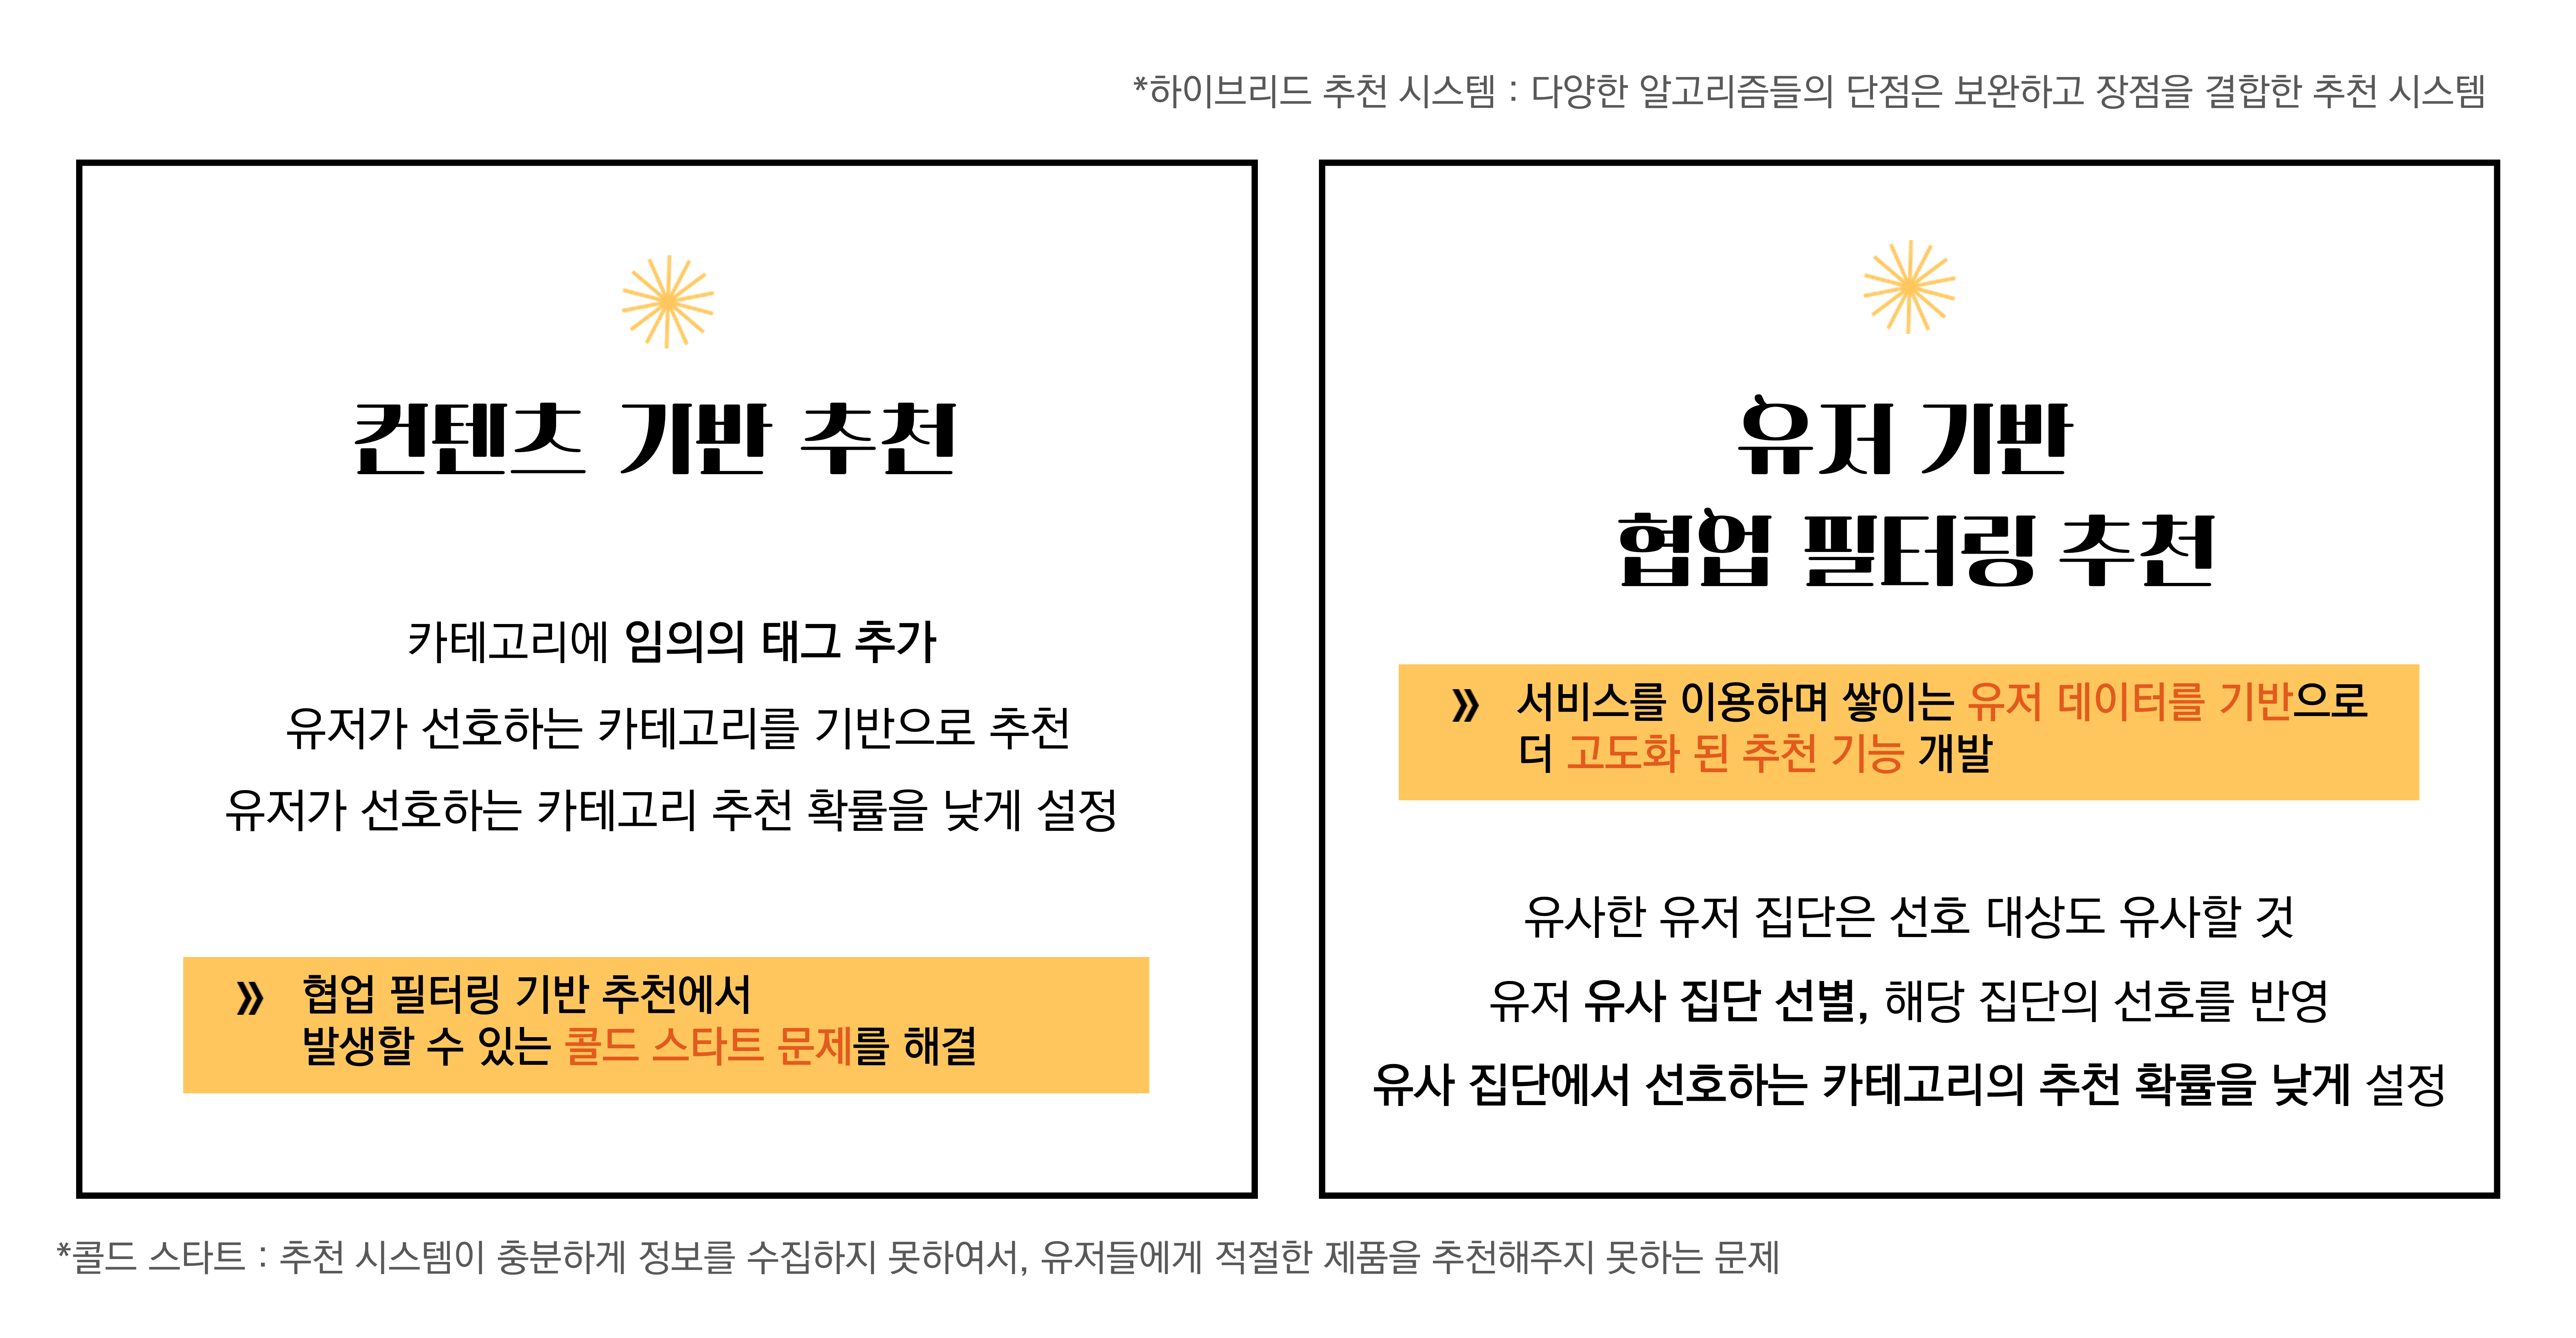 *하이브리드 추천 시스템 : 다양한 알고리즘들의 단점은 보완하고 장점을 결합한 추천 시스템
컨텐츠 기반 추천
카테고리에 임의의 태그 추가
유저가 선호하는 카테고리를 기반으로 추천
유저가 선호하는 카테고리 추천 확률을 낮게 설정
» 협업 필터링 기반 추천에서
발생할 수 있는 콜드 스타트 문제를 해결
유저 기반
협업 필터링 추천
» 서비스를 이용하며 쌓이는 유저 데이터를 기반으로
더 고도화 된 추천 기능 개발
유사한 유저 집단은 선호 대상도 유사할 것
유저 유사 집단 선별, 해당 집단의 선호를 반영
유사 집단에서 선호하는 카테고리의 추천 확률을 낮게 설정
*콜드 스타트 : 추천 시스템이 충분하게 정보를 수집하지 못하여서, 유저들에게 적절한 제품을 추천해주지 못하는 문제